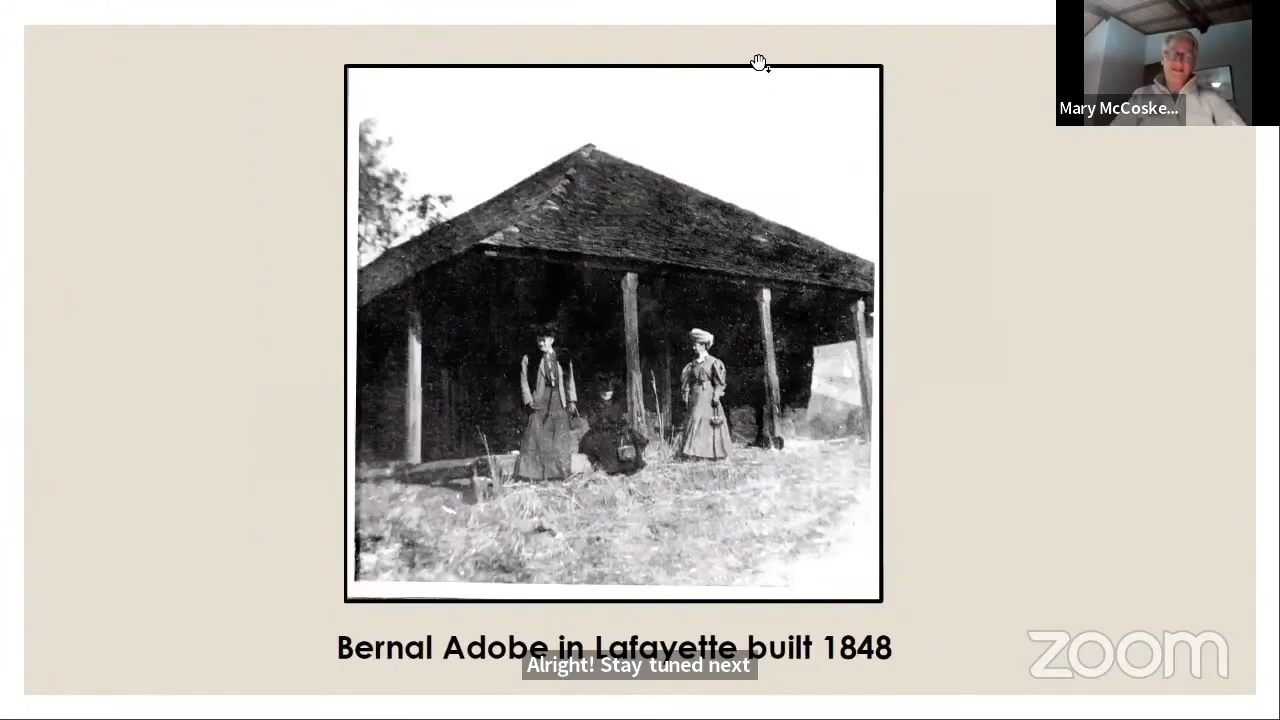 Mary McCoske...
Bernal Adobe in Lafayette built 1848
Alright! Stay tuned next
zoom